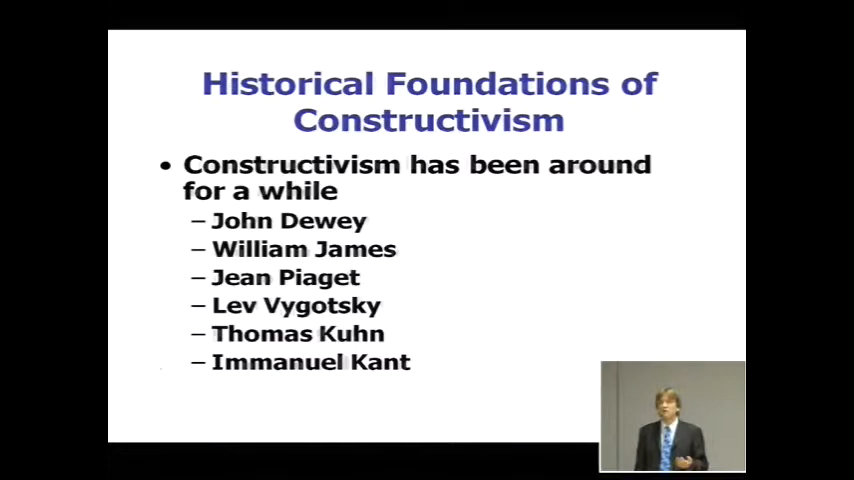 Historical Foundations of
Constructivism
• Constructivism has been around
for a while
– John Dewey
– William James
– Jean Piaget
– Lev Vygotsky
– Thomas Kuhn
– Immanuel Kant